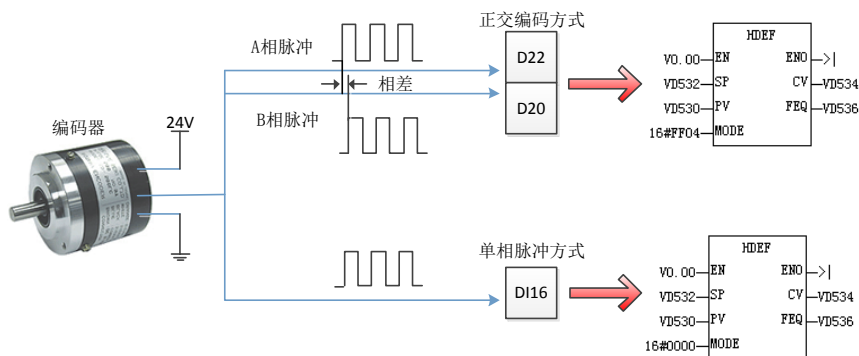 正交编码方式
A相脉冲
D22
相差
D20
B相脉冲
编码器
24V
HDEF
V0.00 EN ENO
VD532 SP CV VD534
VD530 PV FEQ VD536
16#FF04 MODE
单相脉冲方式
DI16
HDEF
V0.00 EN ENO
VD532 SP CV VD534
VD530 PV FEQ VD536
16#0000 MODE